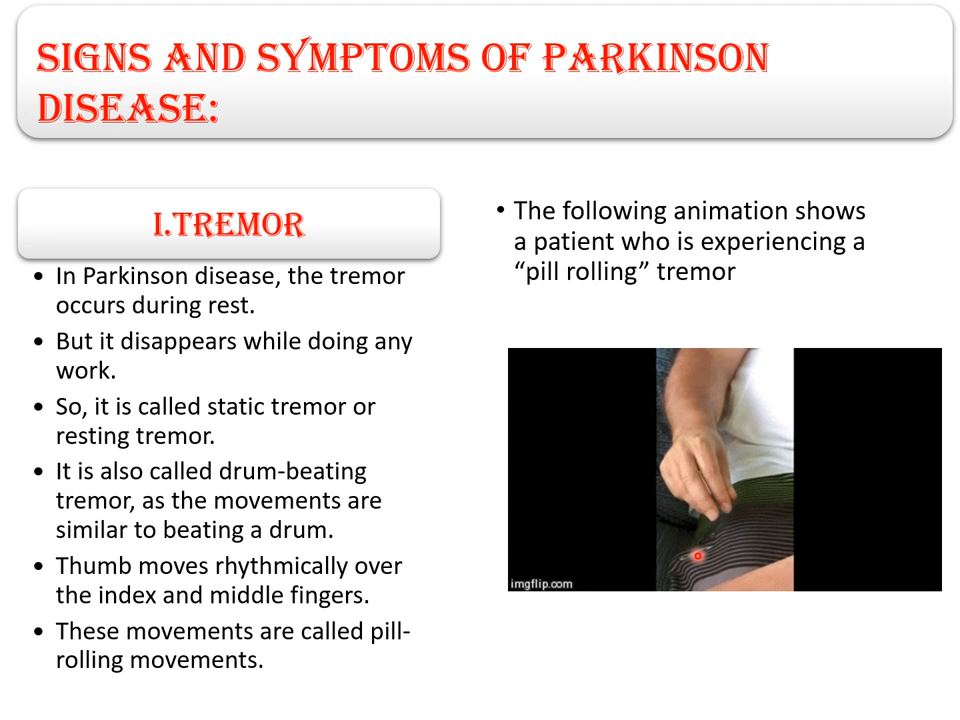 SIGNS AND SYMPTOMS OF PARKINSON
DISEASE:
I.TREMOR
• In Parkinson disease, the tremor
occurs during rest.
• But it disappears while doing any
work.
• So, it is called static tremor or
resting tremor.
• It is also called drum-beating
tremor, as the movements are
similar to beating a drum.
• Thumb moves rhythmically over
the index and middle fingers.
• These movements are called pill-
rolling movements.
• The following animation shows
a patient who is experiencing a
“pill rolling” tremor
imgflip.com